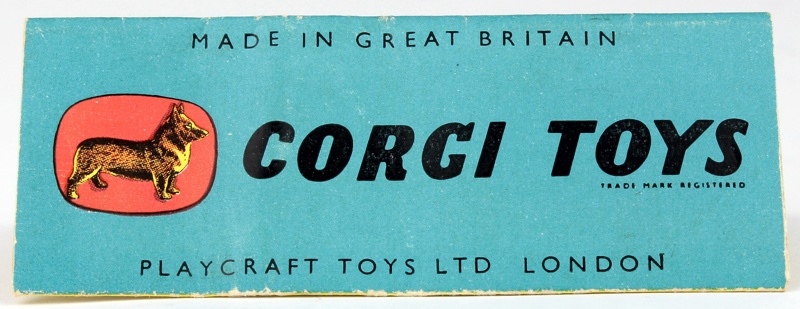 MADE IN GREAT BRITAIN
CORGI TOYS
TRADE MARK REGISTERED
PLAYCRAFT TOYS LTD LONDON